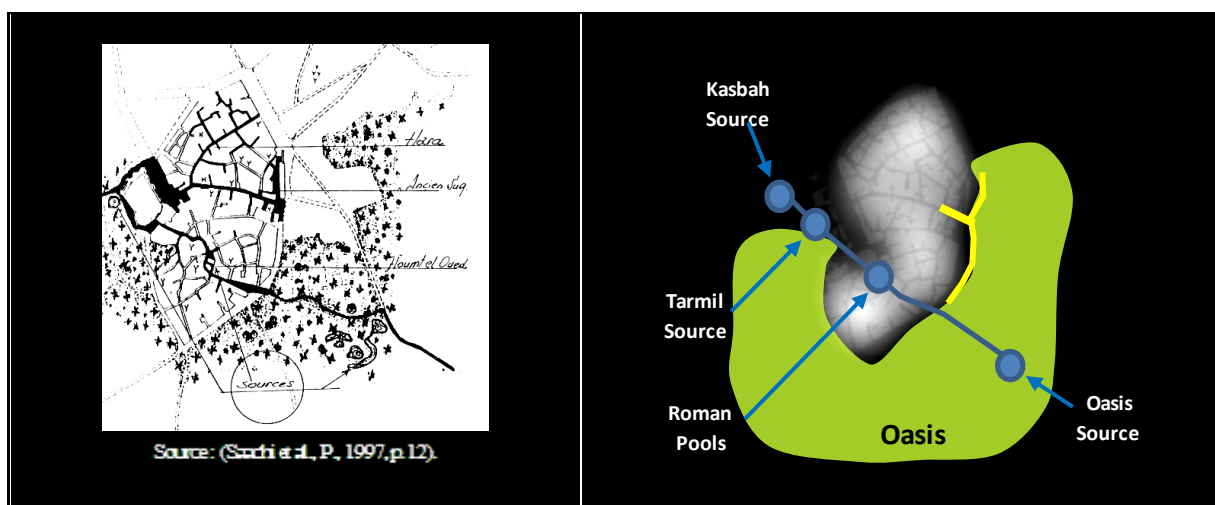 Hara
Ancien Suq
Houmt el Oued
Sources
Source: (Saachi et al., P., 1997, p.12).
Kasbah
Source
Tarmil
Source
Roman
Pools
Oasis
Oasis
Source